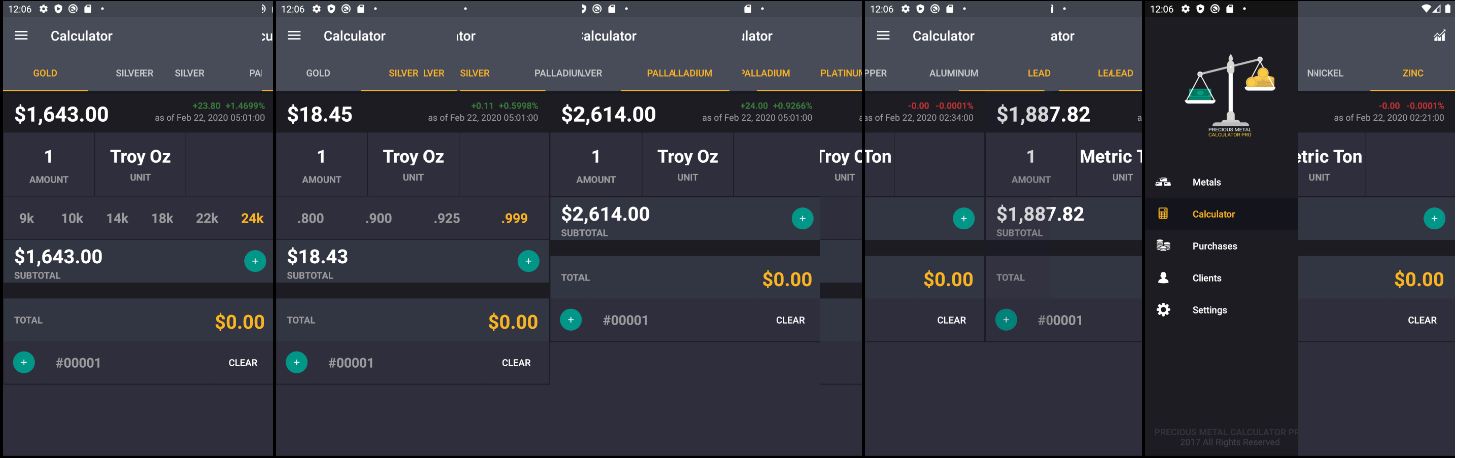 12:06
Calculator
GOLD SILVER SILVER
$1,643.00
+23.80 +1.4699%
as of Feb 22, 2020 05:01:00
1 Troy Oz
AMOUNT UNIT
9k 10k 14k 18k 22k 24k
$1,643.00
SUBTOTAL
TOTAL $0.00
#00001 CLEAR
12:06
Calculator
GOLD SILVER SILVER
$18.45
+0.11 +0.5998%
as of Feb 22, 2020 05:01:00
1 Troy Oz
AMOUNT UNIT
.800 .900 .925 .999
$18.43
SUBTOTAL
TOTAL $0.00
#00001 CLEAR
alculator
$2,614.00
+24.00 +0.9266%
as of Feb 22, 2020 05:01:00
1 Troy Oz
AMOUNT UNIT
$2,614.00
SUBTOTAL
TOTAL $0.00
#00001 CLEAR
12:06
Calculator
PPER ALUMINUM LEAD LEAD
-0.00 -0.0001%
as of Feb 22, 2020 02:34:00
$1,887.82
Ton
1 Metric T
AMOUNT UNIT
$1,887.82
SUBTOTAL
$0.00 TOTAL
CLEAR #00001
12:06
PRECIOUS METAL
CALCULATOR PRO
Metals
Calculator
Purchases
Clients
Settings
PRECIOUS METAL CALCULATOR PR
2017 All Rights Reserved
NICKEL ZINC
-0.00 -0.0001%
as of Feb 22, 2020 02:21:00
etric Ton
UNIT
$0.00
CLEAR